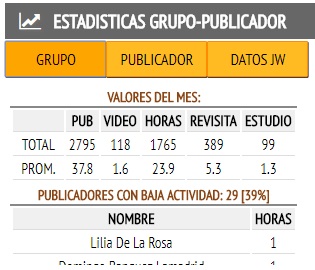 ESTADISTICAS GRUPO-PUBLICADOR
GRUPO PUBLICADOR DATOS JW
VALORES DEL MES:
PUB VIDEO HORAS REVISITA ESTUDIO
TOTAL 2795 118 1765 389 99
PROM. 37.8 1.6 23.9 5.3 1.3
PUBLICADORES CON BAJA ACTIVIDAD: 29 [39%]
NOMBRE HORAS
Lilia De La Rosa 1